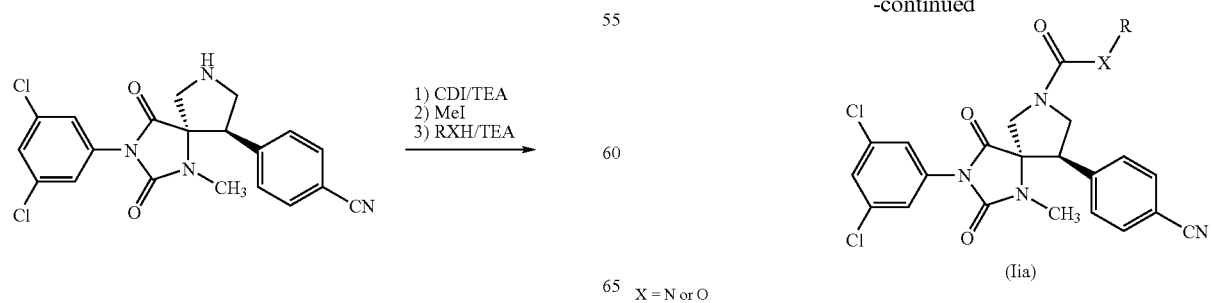 55
-continued
H
N
Cl
O
N
N
CH3
O
Cl
CN
1) CDI/TEA
2) MeI
3) RXH/TEA
60
O
R
X
N
Cl
O
N
N
CH3
O
Cl
CN
(Iia)
65
X = N or O